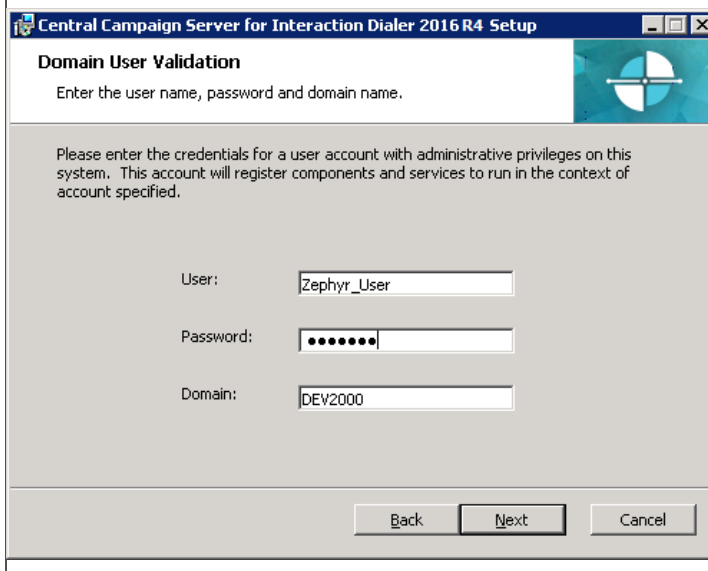 Central Campaign Server for Interaction Dialer 2016 R4 Setup
Domain User Validation
Enter the user name, password and domain name.
Please enter the credentials for a user account with administrative privileges on this
system. This account will register components and services to run in the context of
account specified.
User:
Zephyr_User
Password:
●●●●●●●
Domain:
DEV2000
Back
Next
Cancel